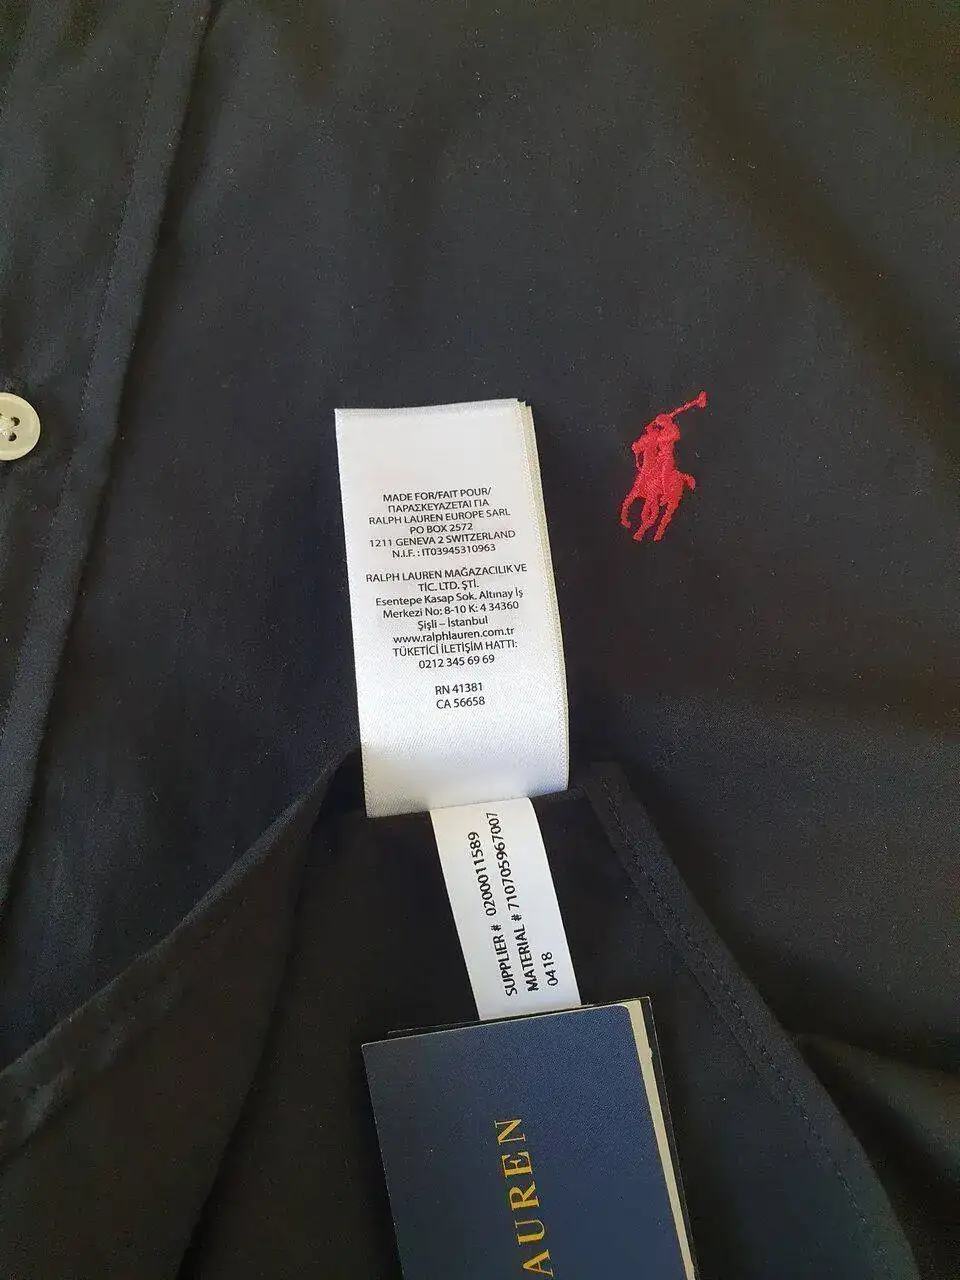 MADE FOR/FAIT POUR/
ΠΑΡΑΣΚΕΥΑΖΕΤΑΙ ΓΙΑ
RALPH LAUREN EUROPE SARL
PO BOX 2572
1211 GENEVA 2 SWITZERLAND
N.I.F. : IT03945310963
RALPH LAUREN MAĞAZACILIK VE
TİC. LTD. ŞTİ.
Esentepe Kasap Sok. Altınay İş
Merkezi No: 8-10 K: 4 34360
Şişli – İstanbul
www.ralphlauren.com.tr
TÜKETİCİ İLETİŞİM HATTI:
0212 345 69 69
RN 41381
CA 56658
SUPPLIER # 0200011589
MATERIAL # 710705967007
0418
AUREN